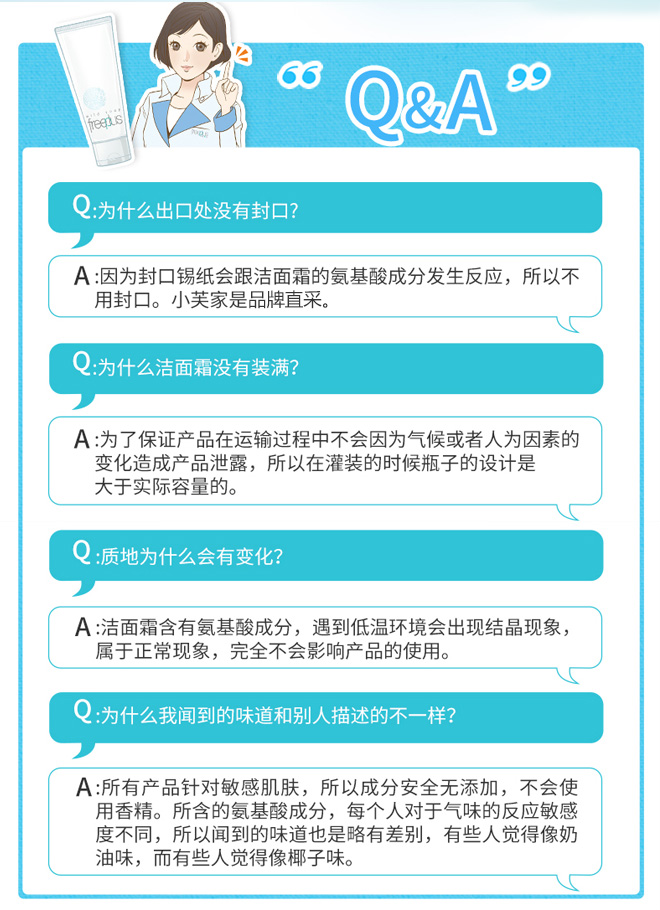 freeplus
“ Q&A ”
Q:为什么出口处没有封口?
A:因为封口锡纸会跟洁面霜的氨基酸成分发生反应，所以不
用封口。小芙家是品牌直采。
Q:为什么洁面霜没有装满?
A:为了保证产品在运输过程中不会因为气候或者人为因素的
变化造成产品泄露，所以在灌装的时候瓶子的设计是
大于实际容量的。
Q:质地为什么会有变化?
A:洁面霜含有氨基酸成分，遇到低温环境会出现结晶现象，
属于正常现象，完全不会影响产品的使用。
Q:为什么我闻到的味道和别人描述的不一样?
A:所有产品针对敏感肌肤，所以成分安全无添加，不会使
用香精。所含的氨基酸成分，每个人对于气味的反应敏感
度不同，所以闻到的味道也是略有差别，有些人觉得像奶
油味，而有些人觉得像椰子味。